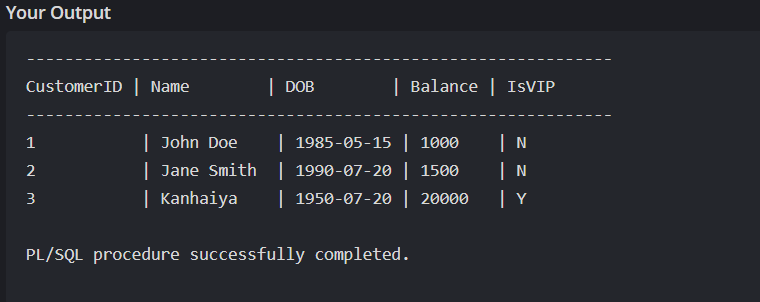 Your Output
-------------------------------------------------------------
CustomerID | Name        | DOB        | Balance | IsVIP
-------------------------------------------------------------
1           | John Doe    | 1985-05-15 | 1000    | N
2           | Jane Smith  | 1990-07-20 | 1500    | N
3           | Kanhaiya    | 1950-07-20 | 20000   | Y
PL/SQL procedure successfully completed.